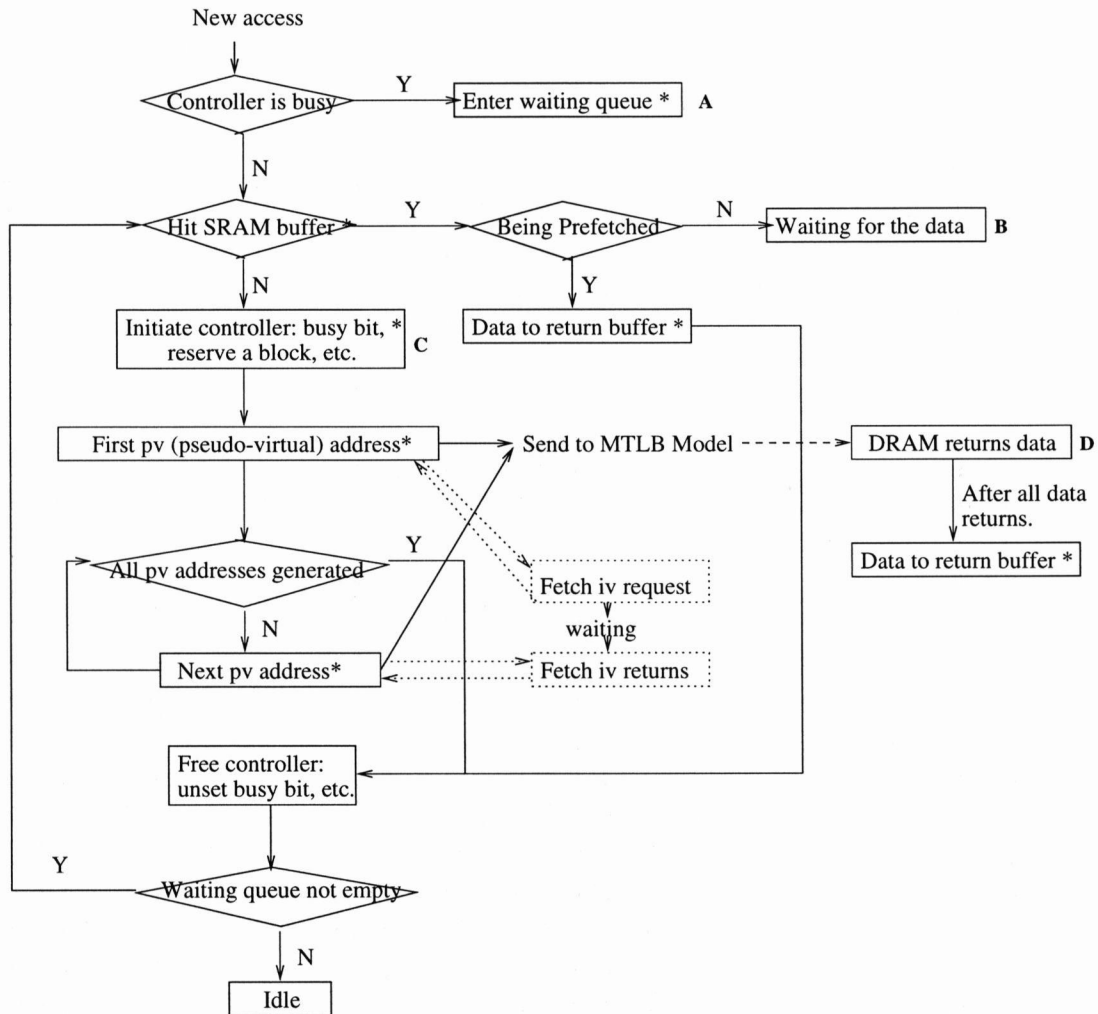 New access
Controller is busy
Y
Enter waiting queue *
A
N
Hit SRAM buffer *
Y
Being Prefetched
N
Waiting for the data
B
N
Y
Initiate controller: busy bit, *
reserve a block, etc.
C
Data to return buffer *
First pv (pseudo-virtual) address*
Send to MTLB Model
DRAM returns data
D
After all data
returns.
Data to return buffer *
All pv addresses generated
Y
Fetch iv request
waiting
Fetch iv returns
N
Next pv address*
Free controller:
unset busy bit, etc.
Waiting queue not empty
Y
N
Idle